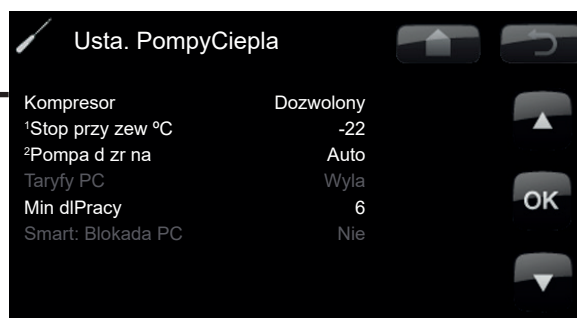 Usta. PompyCiepla
Kompresor Dozwolony
¹Stop przy zew ºC -22
²Pompa d zr na Auto
Taryfy PC Wyla
Min dlPracy 6
OK
Smart: Blokada PC Nie